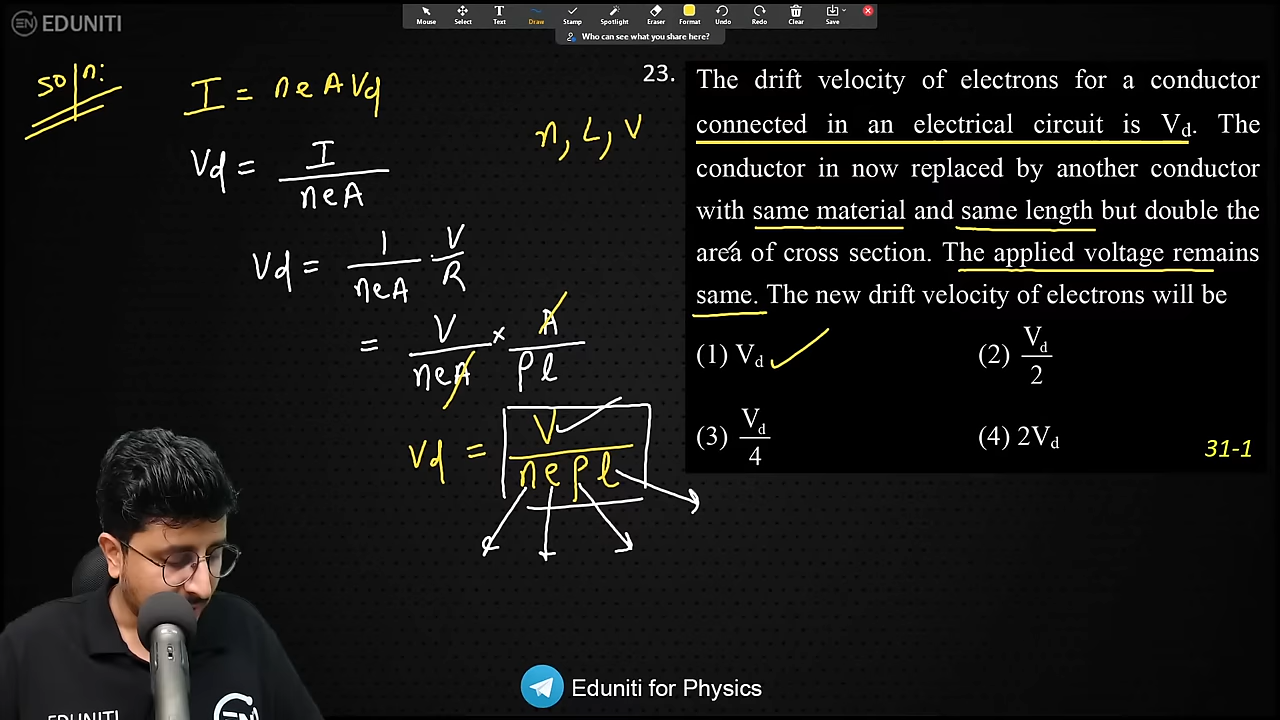 EDUNITI
Mouse Select Text Draw Stamp Spotlight Eraser Format Undo Redo Clear Save
Who can see what you share here?
soln:
I = neAVd
Vd = I / neA
Vd = 1 / neA · V / R
= V / neA × A / ρl
Vd = V / neρl
n, L, V
23.
The drift velocity of electrons for a conductor
connected in an electrical circuit is Vd. The
conductor in now replaced by another conductor
with same material and same length but double the
area of cross section. The applied voltage remains
same. The new drift velocity of electrons will be
(1) Vd
(2) Vd / 2
(3) Vd / 4
(4) 2Vd
31-1
Eduniti for Physics
EDUNITI